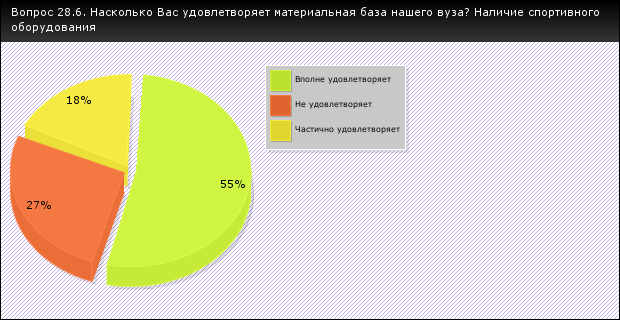 Вопрос 28.6. Насколько Вас удовлетворяет материальная база нашего вуза? Наличие спортивного
оборудования
Вполне удовлетворяет
Не удовлетворяет
Частично удовлетворяет
18%
55%
27%